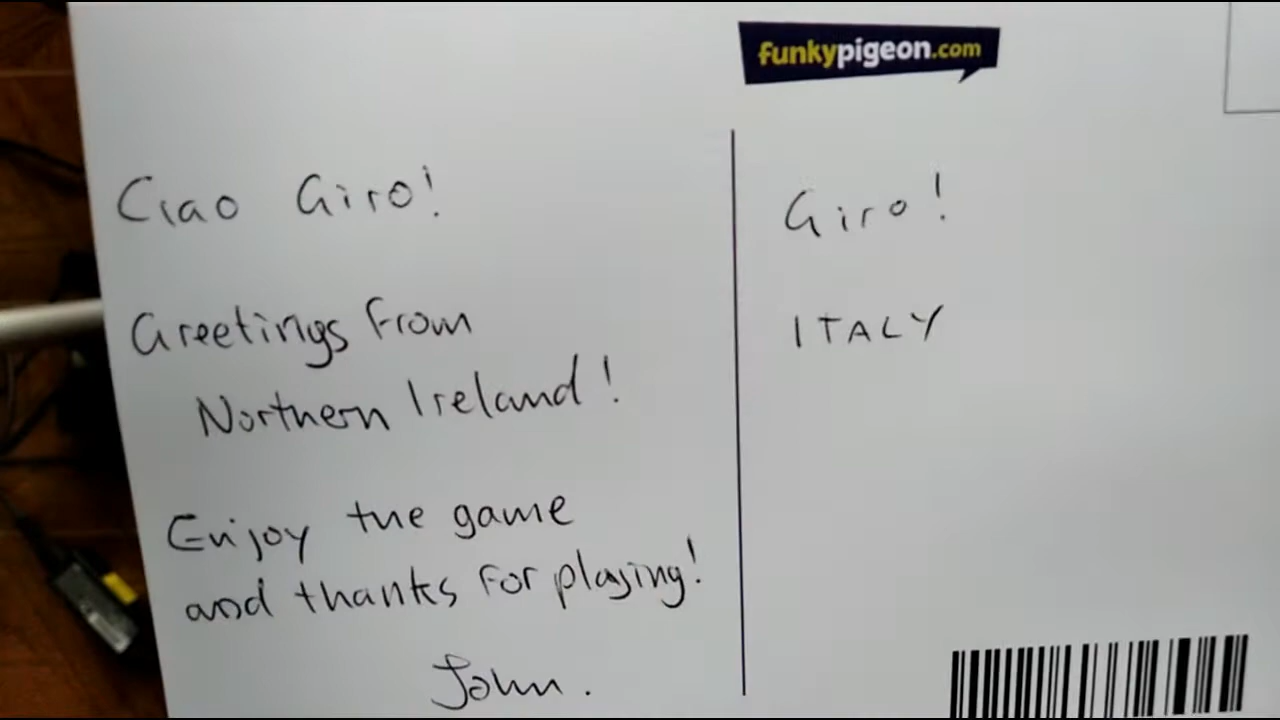 funkypigeon.com
Ciao Giro!
Greetings from
Northern Ireland!
Enjoy the game
and thanks for playing!
John.
Giro!
ITALY